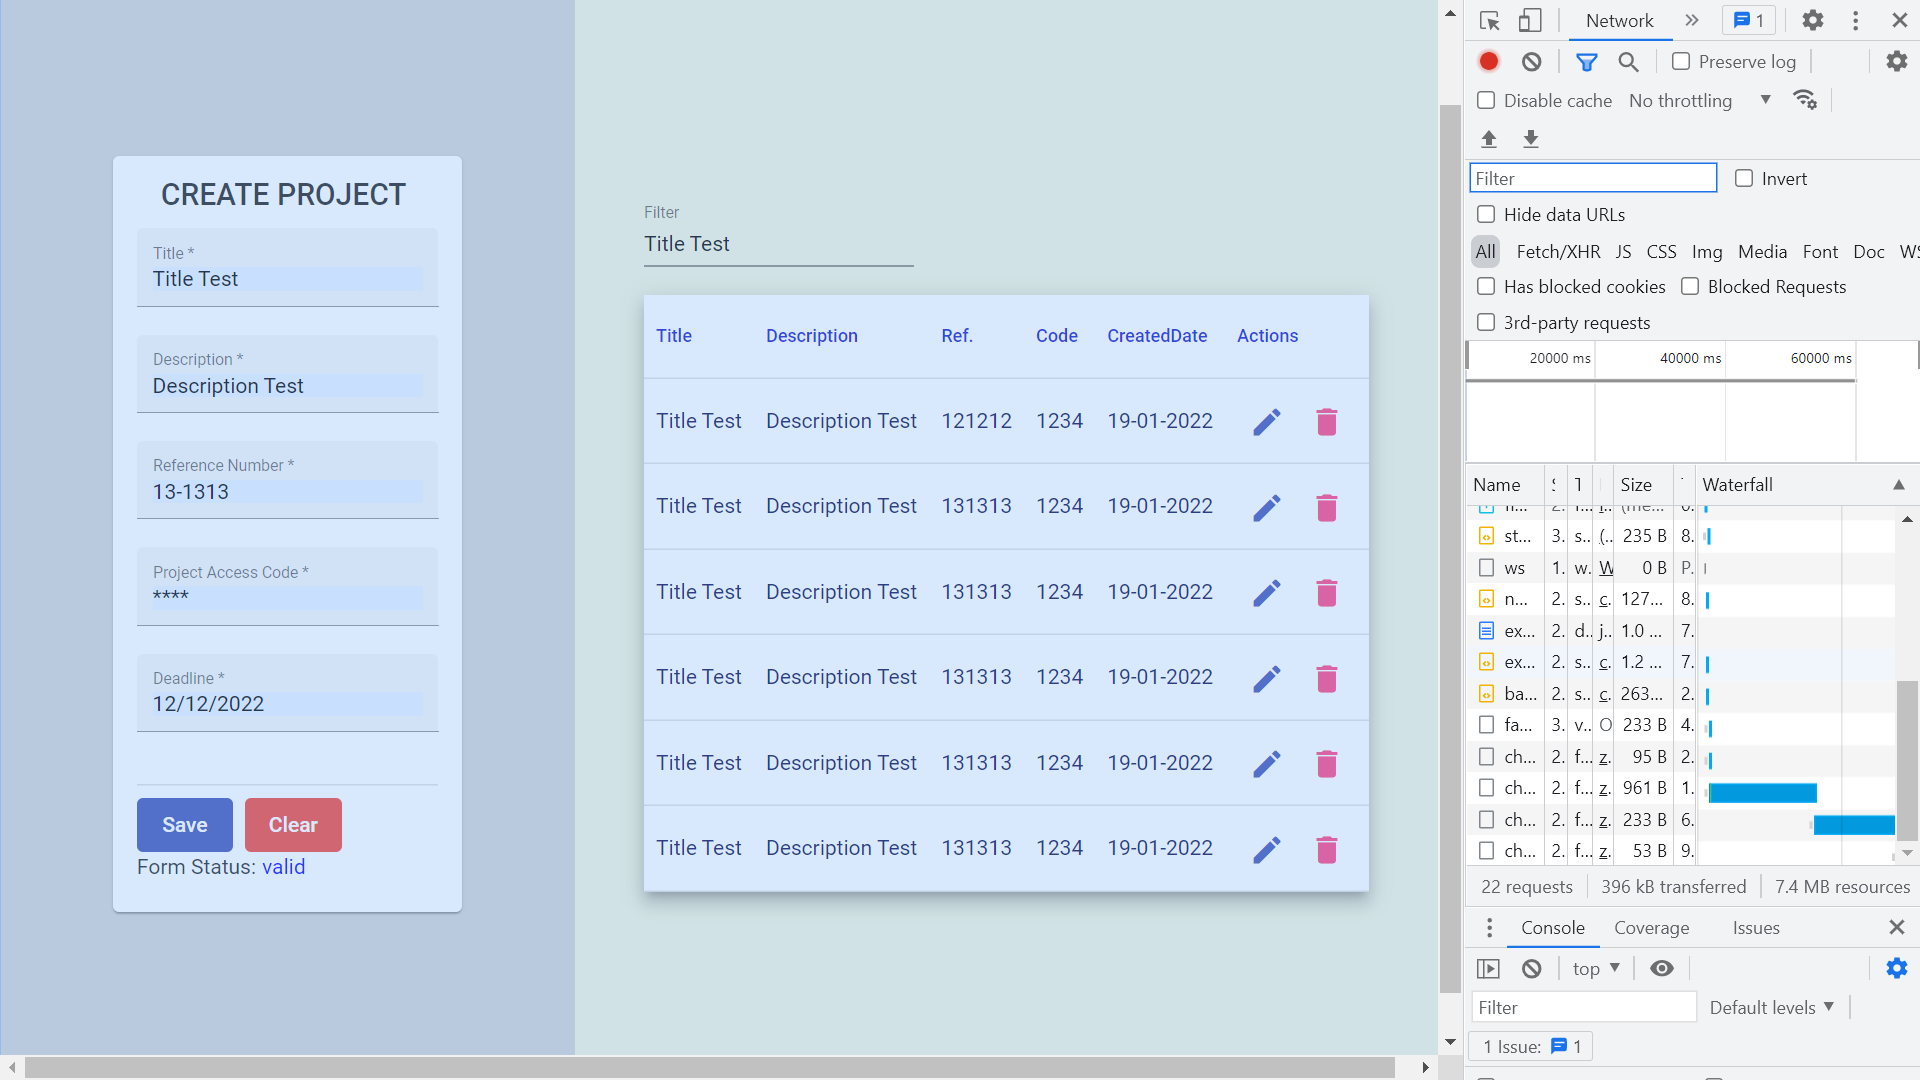 CREATE PROJECT
Title *
Title Test
Description *
Description Test
Reference Number *
13-1313
Project Access Code *
****
Deadline *
12/12/2022
Save Clear
Form Status: valid
Filter
Title Test
Title Description Ref. Code CreatedDate Actions
Title Test Description Test 121212 1234 19-01-2022
Title Test Description Test 131313 1234 19-01-2022
Title Test Description Test 131313 1234 19-01-2022
Title Test Description Test 131313 1234 19-01-2022
Title Test Description Test 131313 1234 19-01-2022
Title Test Description Test 131313 1234 19-01-2022
Network 1
Preserve log
Disable cache No throttling
Filter Invert
Hide data URLs
All Fetch/XHR JS CSS Img Media Font Doc WS
Has blocked cookies Blocked Requests
3rd-party requests
20000 ms 40000 ms 60000 ms
Name Size Waterfall
st... 3. s... (... 235 B 8.
ws 1. w. W 0 B P.
n... 2. s... c. 127... 8.
ex... 2. d.. j... 1.0 ... 7.
ex... 2. s... c. 1.2 ... 7.
ba... 2. s... c. 263... 2.
fa... 3. v... O 233 B 4.
ch... 2. f... z. 95 B 2.
ch... 2. f... z. 961 B 1.
ch... 2. f... z. 233 B 6.
ch... 2. f... z. 53 B 9.
22 requests 396 kB transferred 7.4 MB resources
Console Coverage Issues
top
Filter Default levels
1 Issue: 1